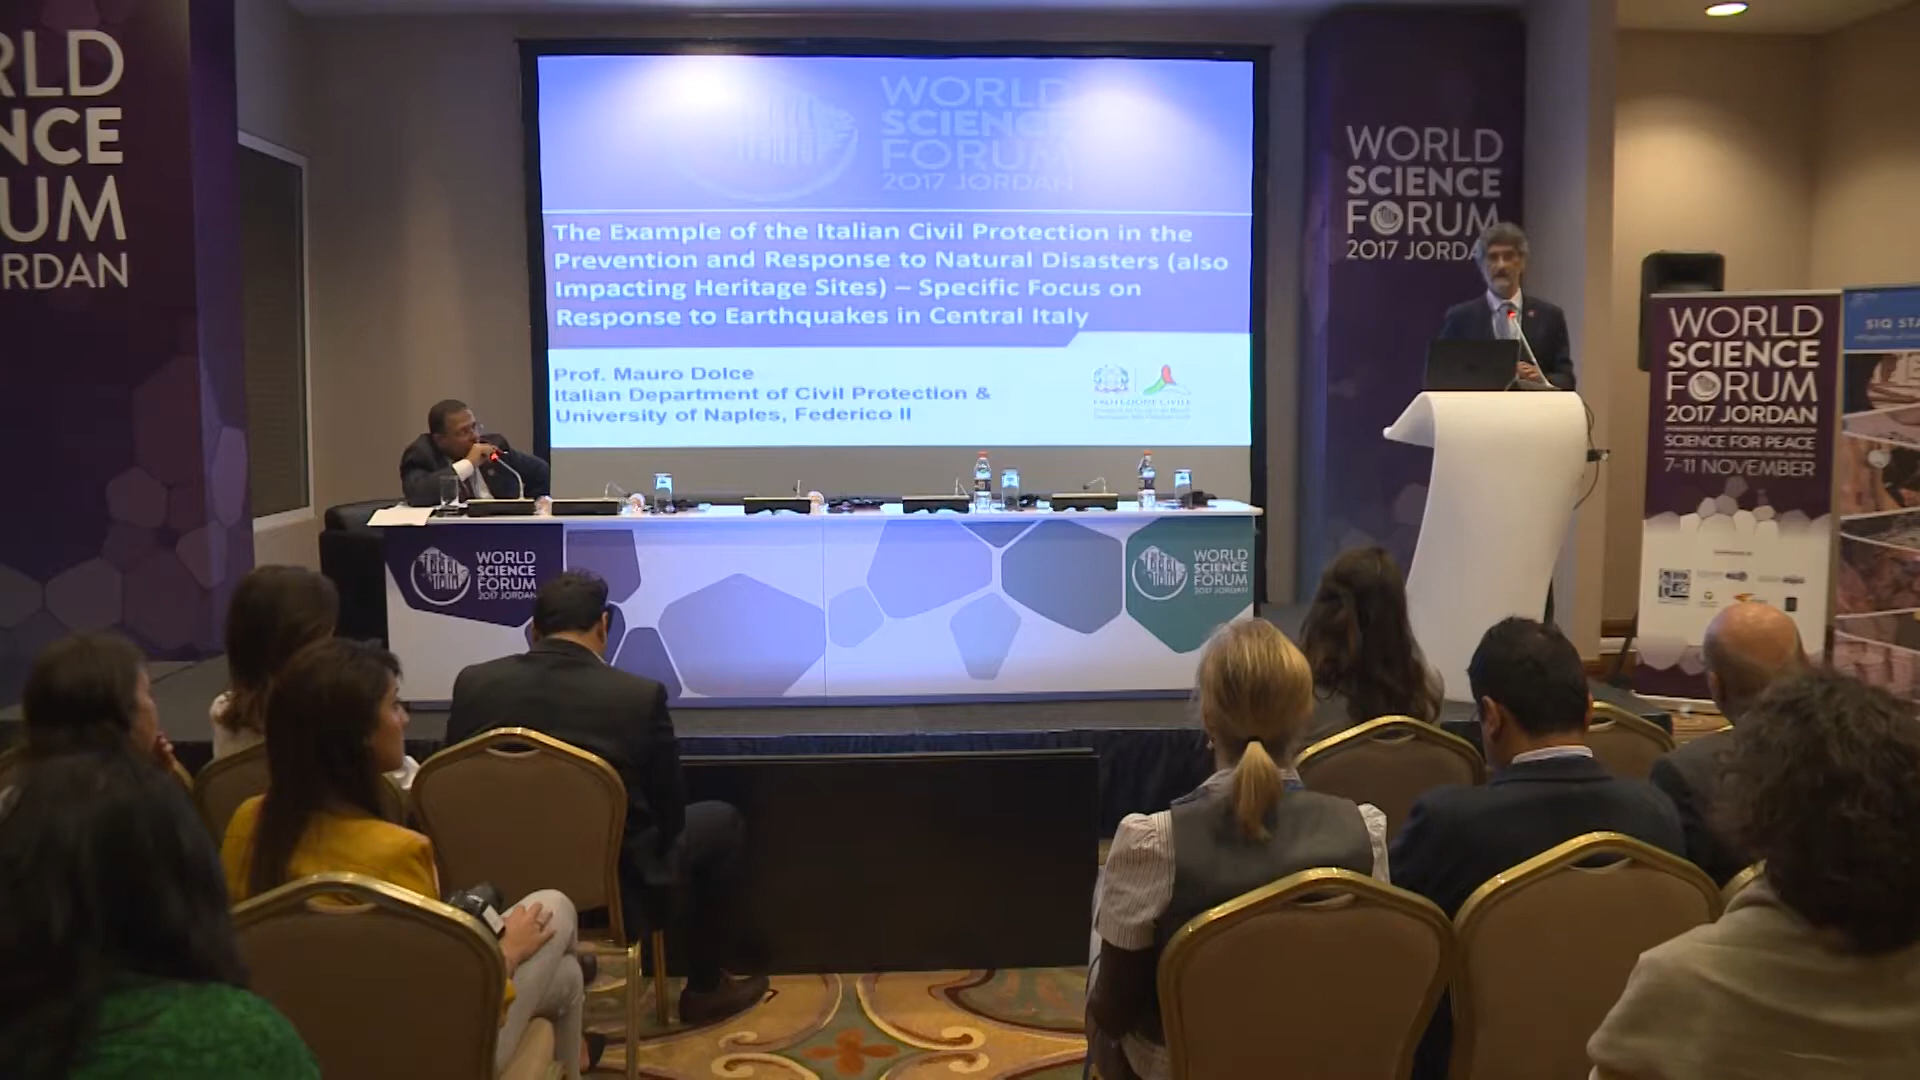 RLD
NCE
UM
RDAN
WORLD
SCIENCE
FORUM
2017 JORDAN
The Example of the Italian Civil Protection in the
Prevention and Response to Natural Disasters (also
Impacting Heritage Sites) – Specific Focus on
Response to Earthquakes in Central Italy
Prof. Mauro Dolce
Italian Department of Civil Protection &
University of Naples, Federico II
PROTEZIONE CIVILE
WORLD
SCIENCE
FORUM
2017 JORDA
WORLD
SCIENCE
FORUM
2017 JORDAN
SCIENCE FOR PEACE
7-11 NOVEMBER
SIQ STA
WORLD
SCIENCE
FORUM
2017 JORDAN
WORLD
SCIENCE
FORUM
2017 JORDAN